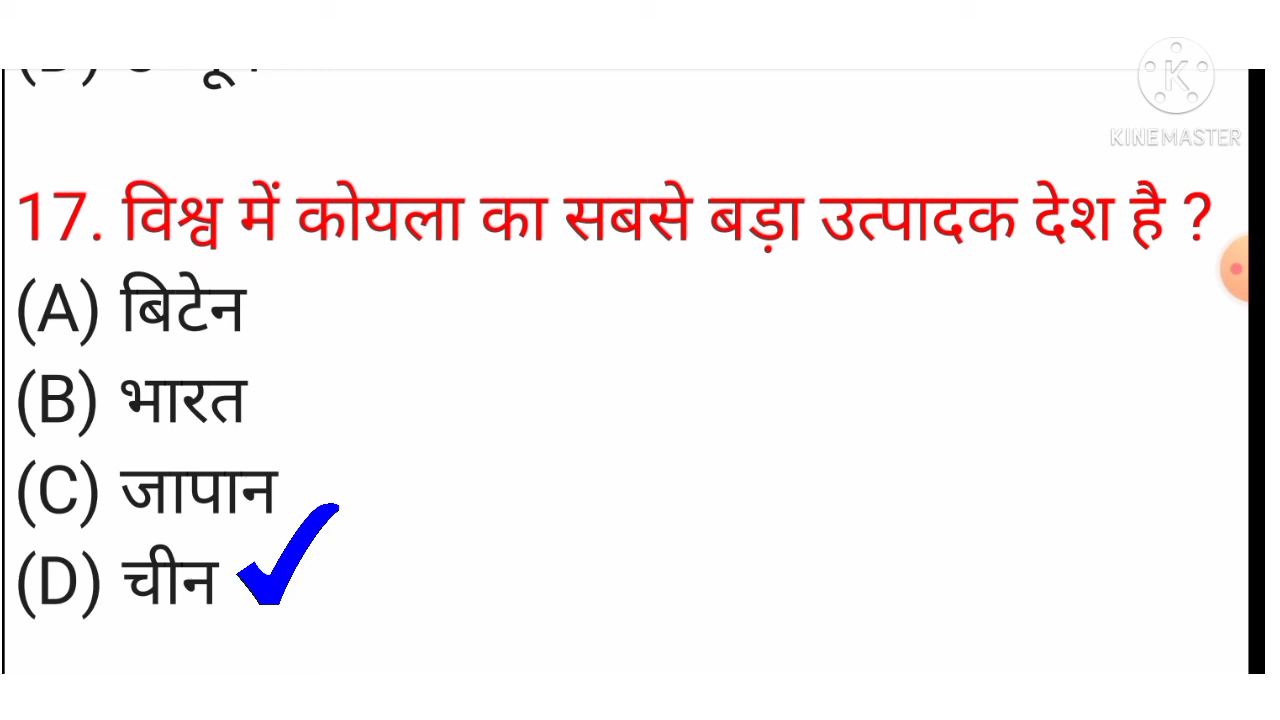 KINEMASTER
17. विश्व में कोयला का सबसे बड़ा उत्पादक देश है ?
(A) बिटेन
(B) भारत
(C) जापान
(D) चीन